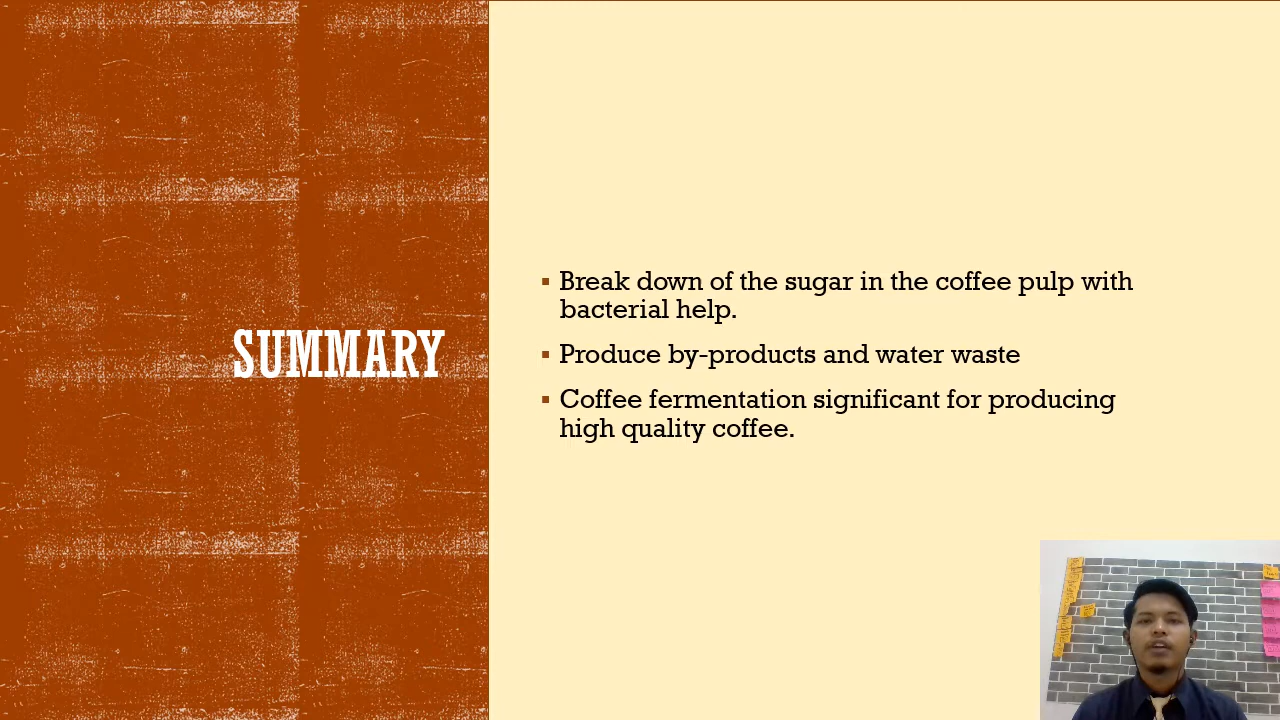 SUMMARY
▪ Break down of the sugar in the coffee pulp with
bacterial help.
▪ Produce by-products and water waste
▪ Coffee fermentation significant for producing
high quality coffee.